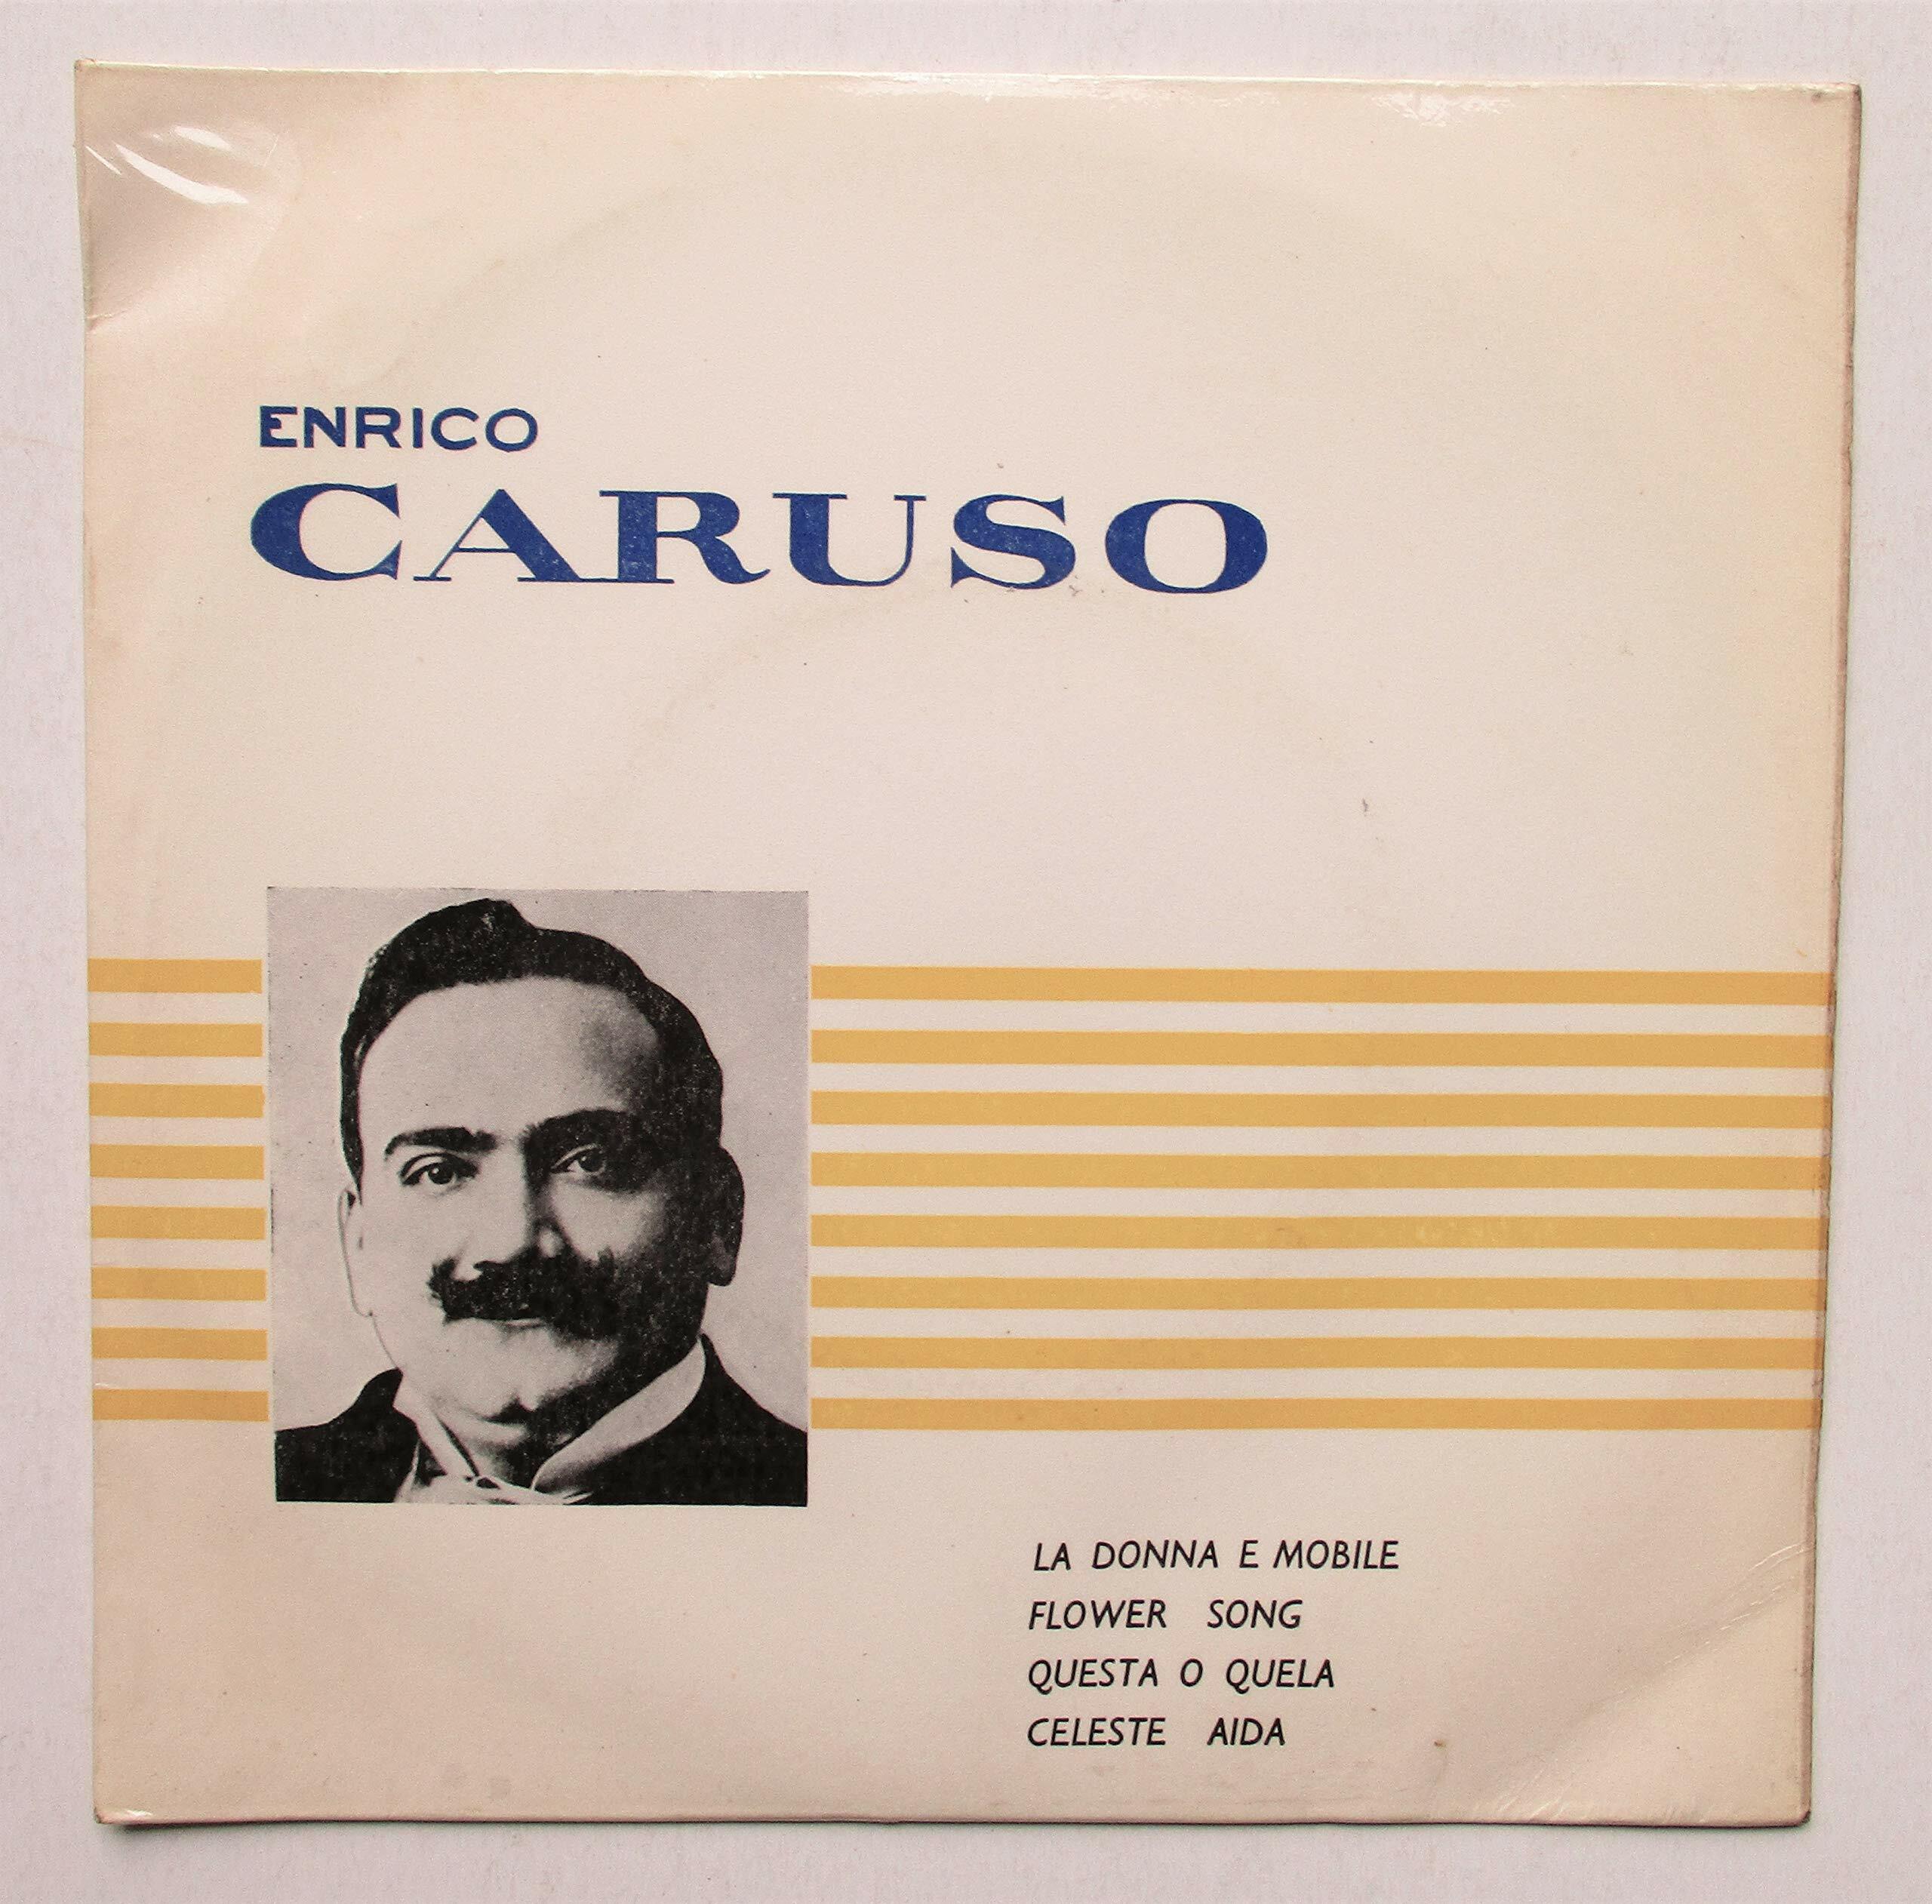 ENRICO
CARUSO
LA DONNA E MOBILE
FLOWER SONG
QUESTA O QUELA
CELESTE AIDA